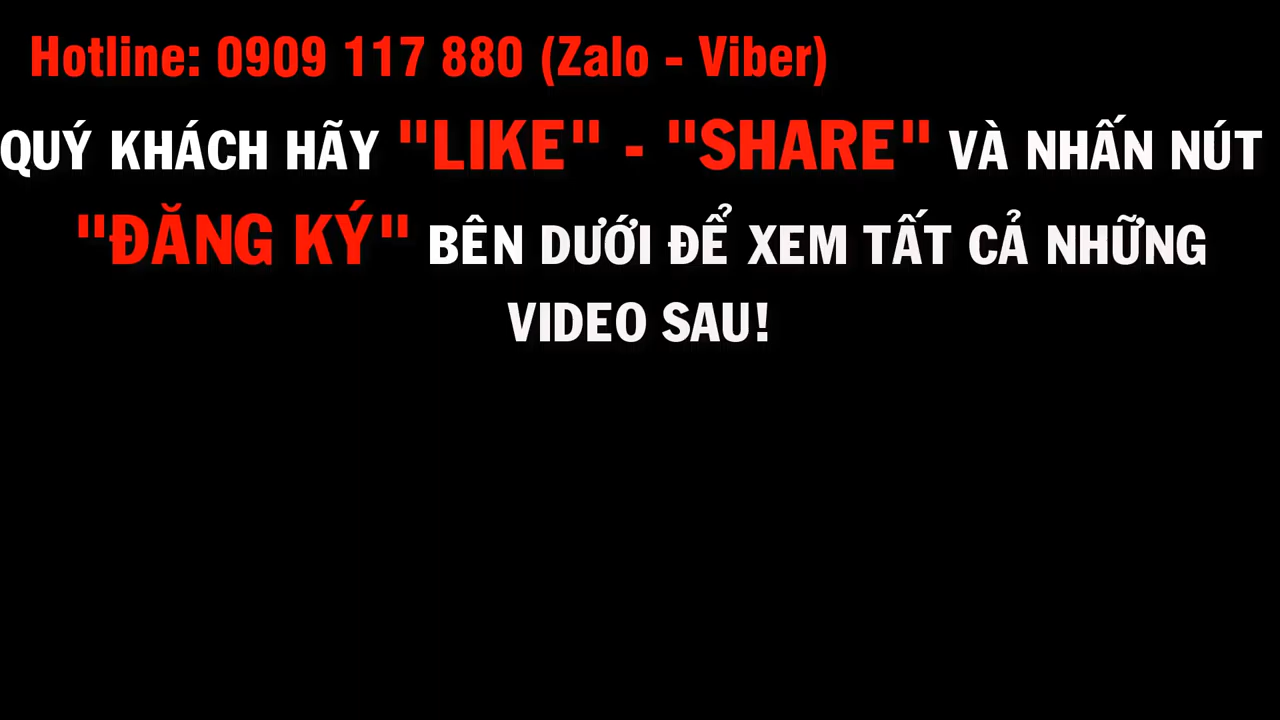 Hotline: 0909 117 880 (Zalo - Viber)
QUÝ KHÁCH HÃY "LIKE" - "SHARE" VÀ NHẤN NÚT
"ĐĂNG KÝ" BÊN DƯỚI ĐỂ XEM TẤT CẢ NHỮNG
VIDEO SAU!